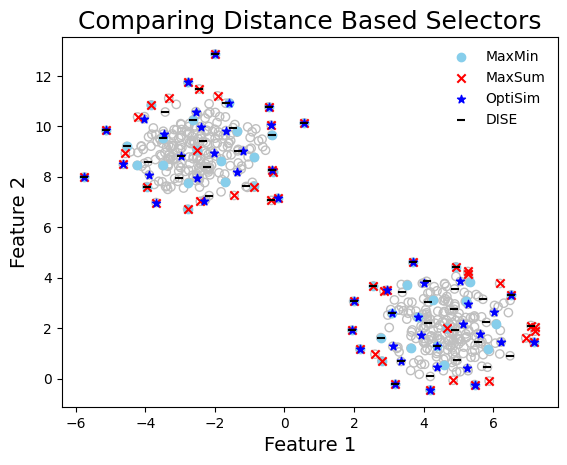 Comparing Distance Based Selectors
MaxMin
MaxSum
OptiSim
DISE
12
10
8
6
4
2
0
Feature 2
−6
−4
−2
0
2
4
6
Feature 1